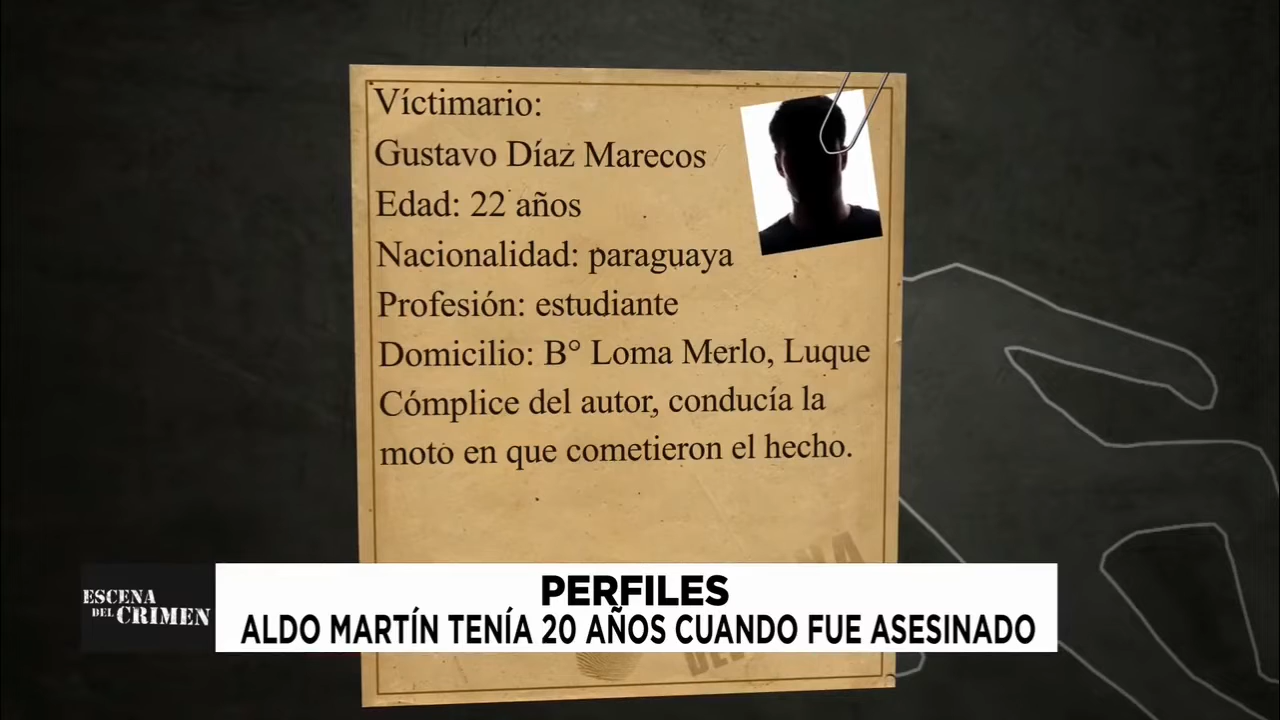 Víctimario:
Gustavo Díaz Marecos
Edad: 22 años
Nacionalidad: paraguaya
Profesión: estudiante
Domicilio: B° Loma Merlo, Luque
Cómplice del autor, conducía la
moto en que cometieron el hecho.
ESCENA
DEL CRIMEN
PERFILES
ALDO MARTÍN TENÍA 20 AÑOS CUANDO FUE ASESINADO